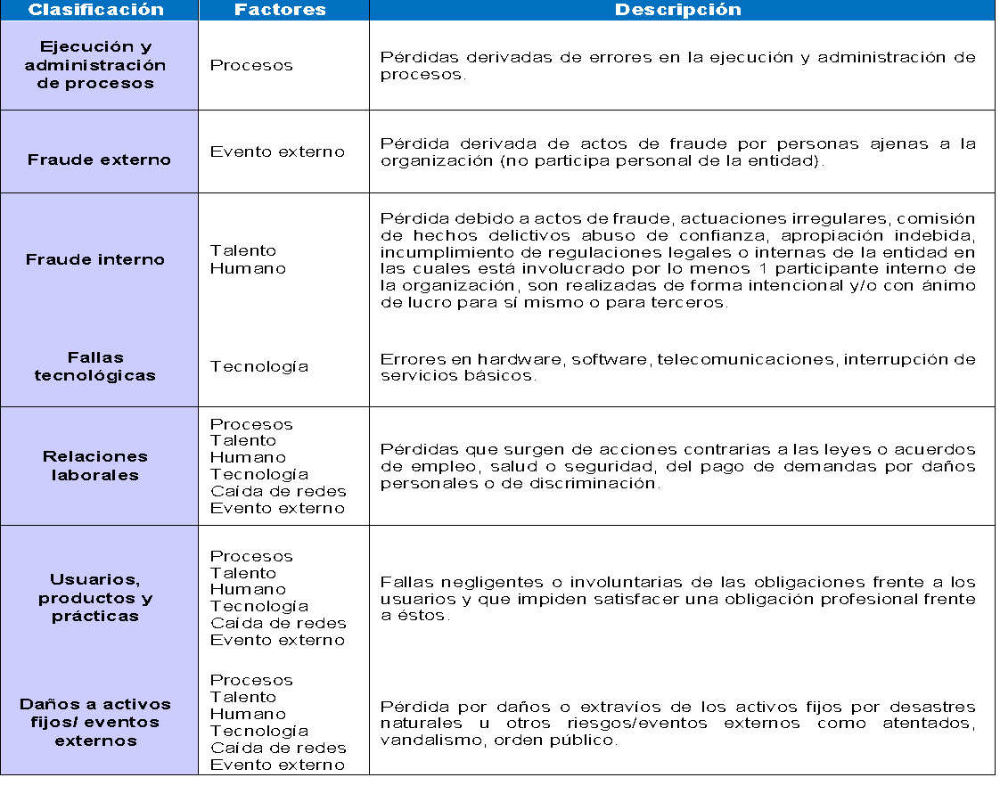 Clasificación Factores Descripción
Ejecución y
administración
de procesos
Procesos
Pérdidas derivadas de errores en la ejecución y administración de
procesos.
Fraude externo
Evento externo
Pérdida derivada de actos de fraude por personas ajenas a la
organización (no participa personal de la entidad).
Fraude interno
Talento
Humano
Pérdida debido a actos de fraude, actuaciones irregulares, comisión
de hechos delictivos abuso de confianza, apropiación indebida,
incumplimiento de regulaciones legales o internas de la entidad en
las cuales está involucrado por lo menos 1 participante interno de
la organización, son realizadas de forma intencional y/o con ánimo
de lucro para sí mismo o para terceros.
Fallas
tecnológicas
Tecnología
Errores en hardware, software, telecomunicaciones, interrupción de
servicios básicos.
Relaciones
laborales
Procesos
Talento
Humano
Tecnología
Caída de redes
Evento externo
Pérdidas que surgen de acciones contrarias a las leyes o acuerdos
de empleo, salud o seguridad, del pago de demandas por daños
personales o de discriminación.
Usuarios,
productos y
prácticas
Procesos
Talento
Humano
Tecnología
Caída de redes
Evento externo
Fallas negligentes o involuntarias de las obligaciones frente a los
usuarios y que impiden satisfacer una obligación profesional frente
a éstos.
Daños a activos
fijos/ eventos
externos
Procesos
Talento
Humano
Tecnología
Caída de redes
Evento externo
Pérdida por daños o extravíos de los activos fijos por desastres
naturales u otros riesgos/eventos externos como atentados,
vandalismo, orden público.